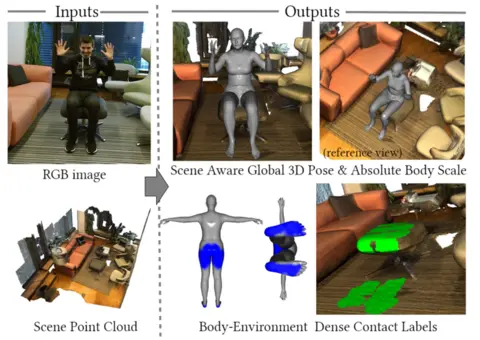 Inputs
Outputs
(reference view)
RGB image
Scene Aware Global 3D Pose & Absolute Body Scale
Scene Point Cloud
Body-Environment Dense Contact Labels